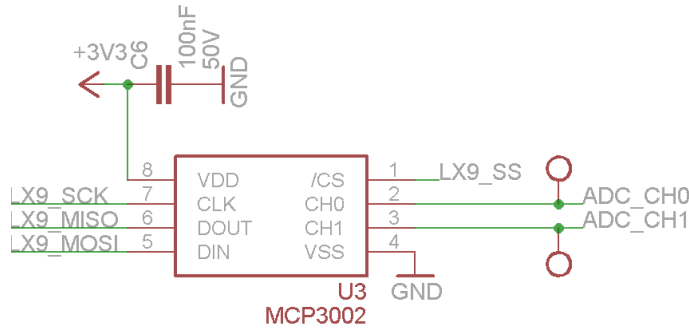 +3V3
C6
100nF
50V
GND
8 VDD /CS 1 LX9_SS
LX9_SCK 7 CLK CH0 2 ADC_CH0
LX9_MISO 6 DOUT CH1 3 ADC_CH1
LX9_MOSI 5 DIN VSS 4
GND
U3
MCP3002